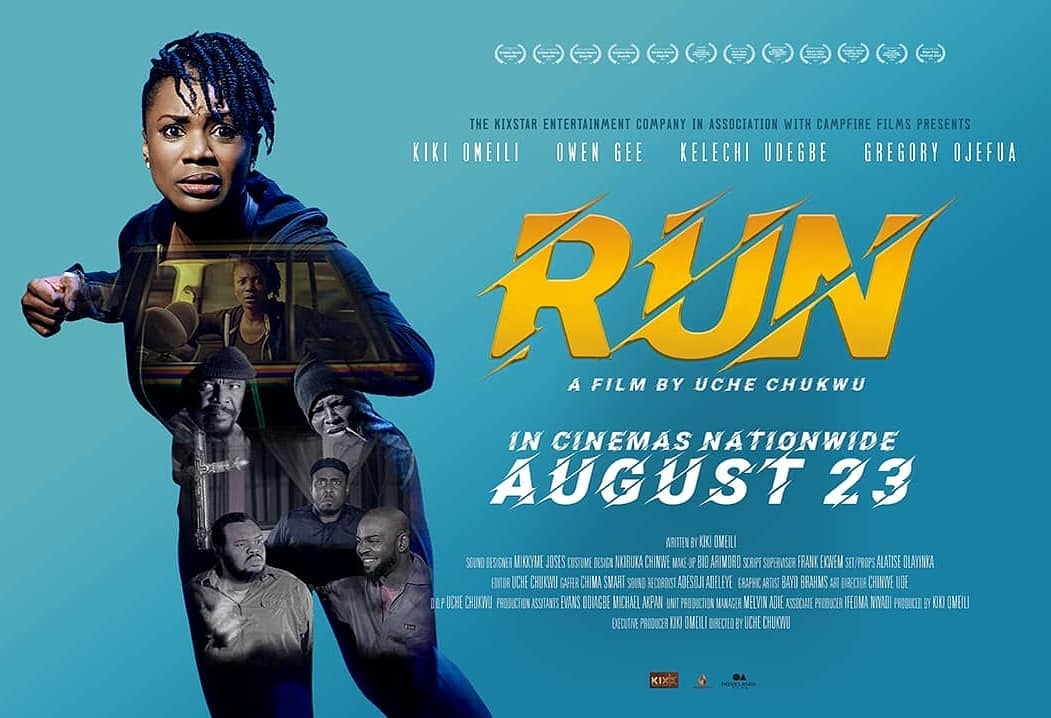 THE KIXSTAR ENTERTAINMENT COMPANY IN ASSOCIATION WITH CAMPFIRE FILMS PRESENTS
KIKI OMEILI OWEN GEE KELECHI UDEGBE GREGORY OJEFUA
RUN
A FILM BY UCHE CHUKWU
IN CINEMAS NATIONWIDE
AUGUST 23
WRITTEN BY KIKI OMEILI
SOUND DESIGNER MIKKYME JOSES COSTUME DESIGN NKIRUKA CHINWE MAKE-UP BIO ARIMORO SCRIPT SUPERVISOR FRANK EKWEM SET/PROPS ALATISE OLAYINKA
EDITOR UCHE CHUKWU GAFFER CHIMA SMART SOUND RECORDIST ADESOJI ADELEYE GRAPHIC ARTIST BAYO BRAHMS ART DIRECTOR CHINWE UDE
D.O.P UCHE CHUKWU PRODUCTION ASSITANTS EVANS ODIAGBE MICHAEL AKPAN UNIT PRODUCTION MANAGER MELVIN ADIE ASSOCIATE PRODUCER IFEOMA NWADI PRODUCED BY KIKI OMEILI
EXECUTIVE PRODUCER KIKI OMEILI DIRECTED BY UCHE CHUKWU
KIX